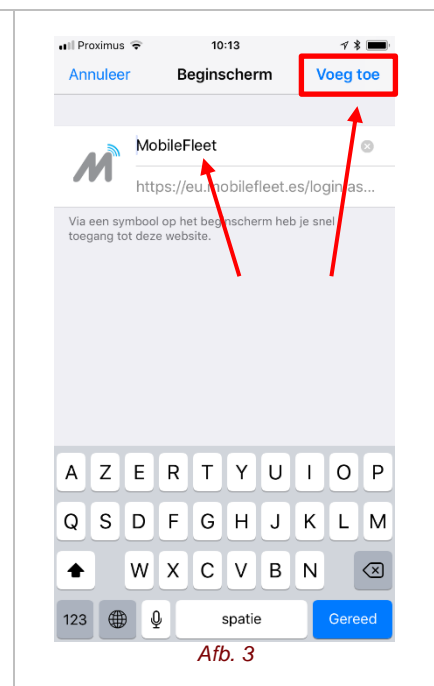 Proximus 10:13
Annuleer Beginscherm Voeg toe
MobileFleet
https://eu.mobilefleet.es/login.as...
Via een symbool op het beginscherm heb je snel
toegang tot deze website.
A Z E R T Y U I O P
Q S D F G H J K L M
W X C V B N
123 spatie Gereed
Afb. 3